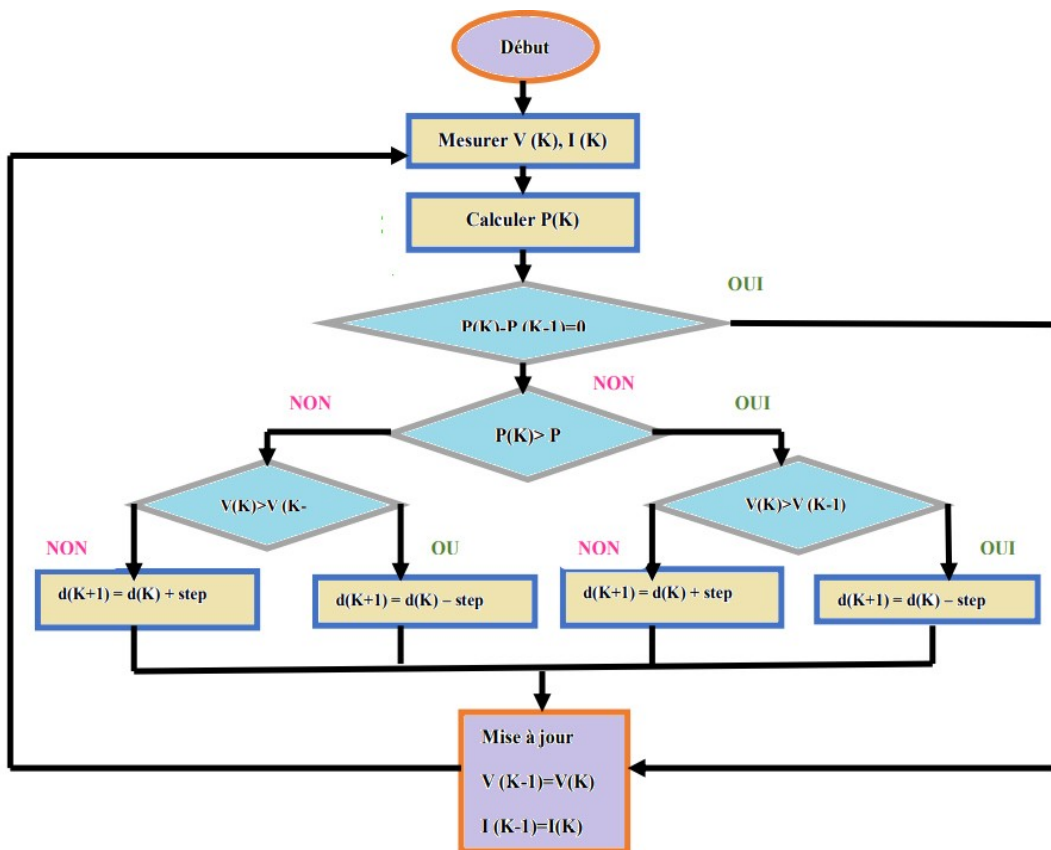 Début
Mesurer V (K), I (K)
Calculer P(K)
OUI
P(K)-P (K-1)=0
NON
NON
OUI
P(K)> P
V(K)>V (K-
V(K)>V (K-1)
NON
OU
NON
OUI
d(K+1) = d(K) + step
d(K+1) = d(K) – step
d(K+1) = d(K) + step
d(K+1) = d(K) – step
Mise à jour
V (K-1)=V(K)
I (K-1)=I(K)